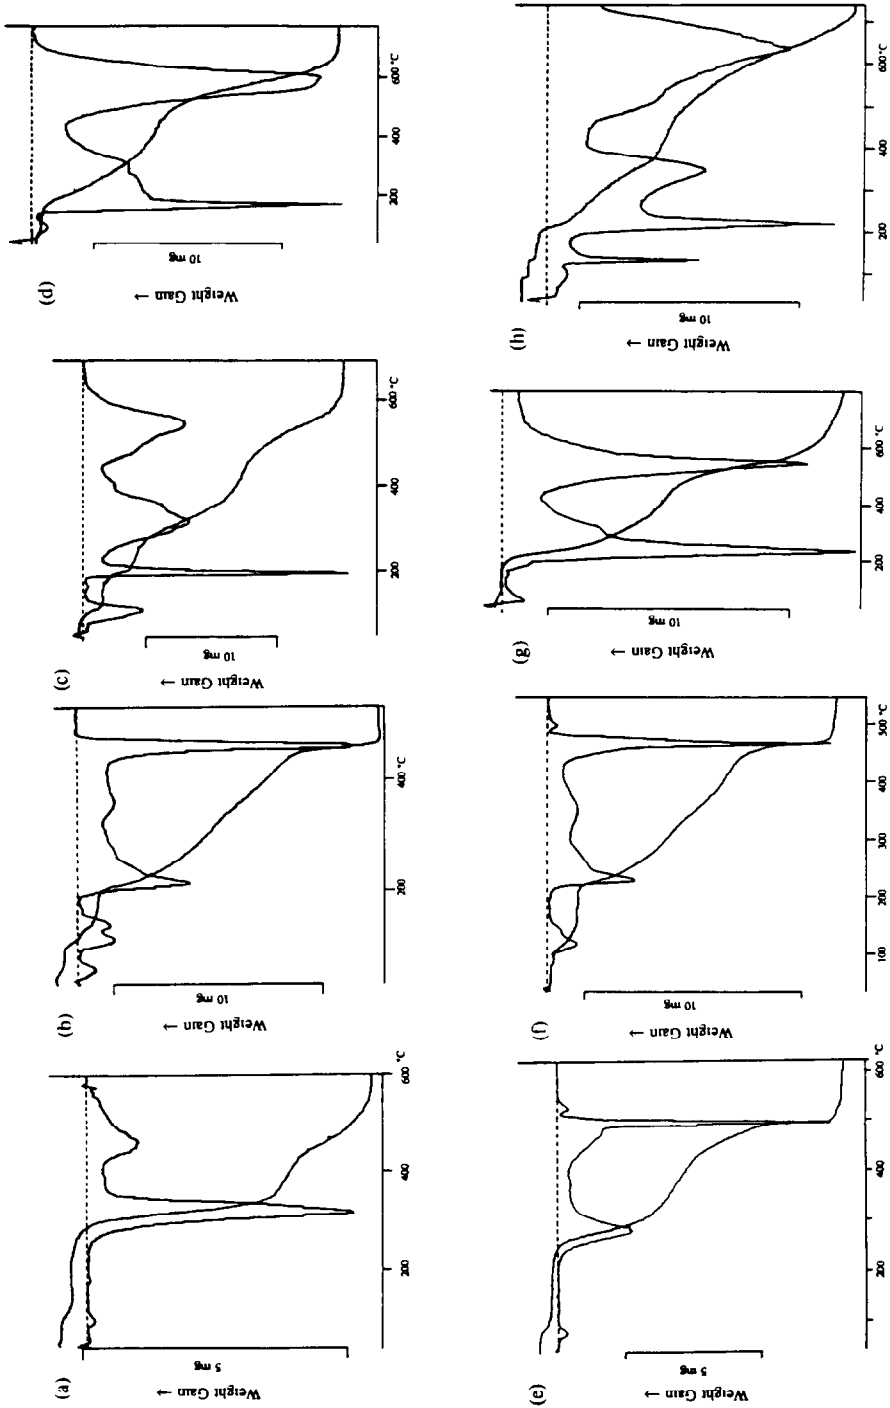 (a)
Weight Gain →
5 mg
200 400 600 °C
(b)
Weight Gain →
10 mg
200 400 °C
(c)
Weight Gain →
10 mg
200 400 600 °C
(d)
Weight Gain →
10 mg
200 400 600 °C
(e)
Weight Gain →
5 mg
200 400 600 °C
(f)
Weight Gain →
10 mg
100 200 300 400 500 °C
(g)
Weight Gain →
10 mg
200 400 600 °C
(h)
Weight Gain →
10 mg
200 400 600 °C